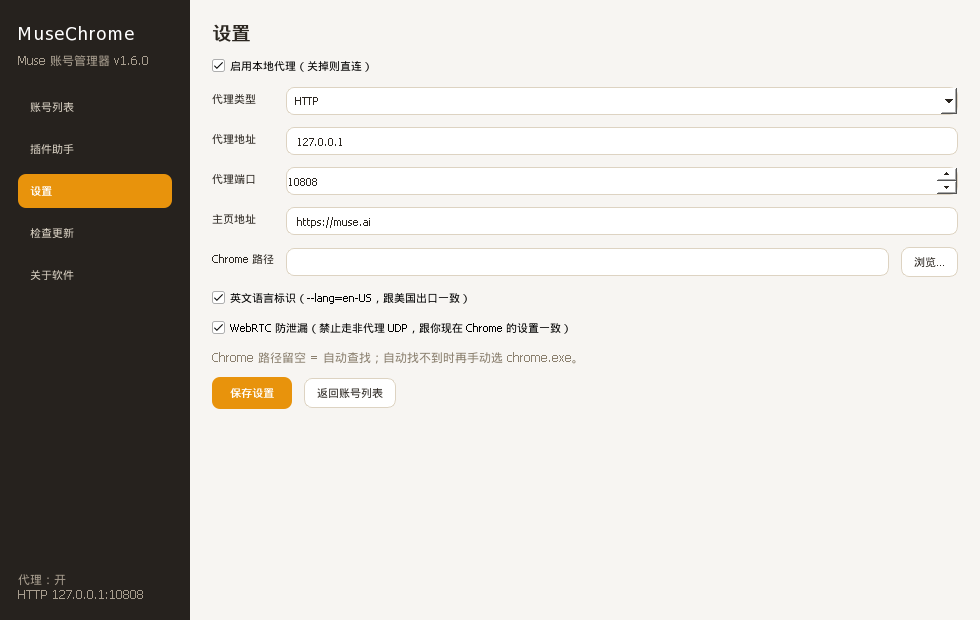 MuseChrome
Muse 账号管理器 v1.6.0
账号列表
插件助手
设置
检查更新
关于软件
代理：开
HTTP 127.0.0.1:10808
设置
启用本地代理（关掉则直连）
代理类型 HTTP
代理地址 127.0.0.1
代理端口 10808
主页地址 https://muse.ai
Chrome 路径 浏览...
英文语言标识（--lang=en-US，跟美国出口一致）
WebRTC 防泄漏（禁止走非代理 UDP，跟你现在 Chrome 的设置一致）
Chrome 路径留空 = 自动查找；自动找不到时再手动选 chrome.exe。
保存设置 返回账号列表